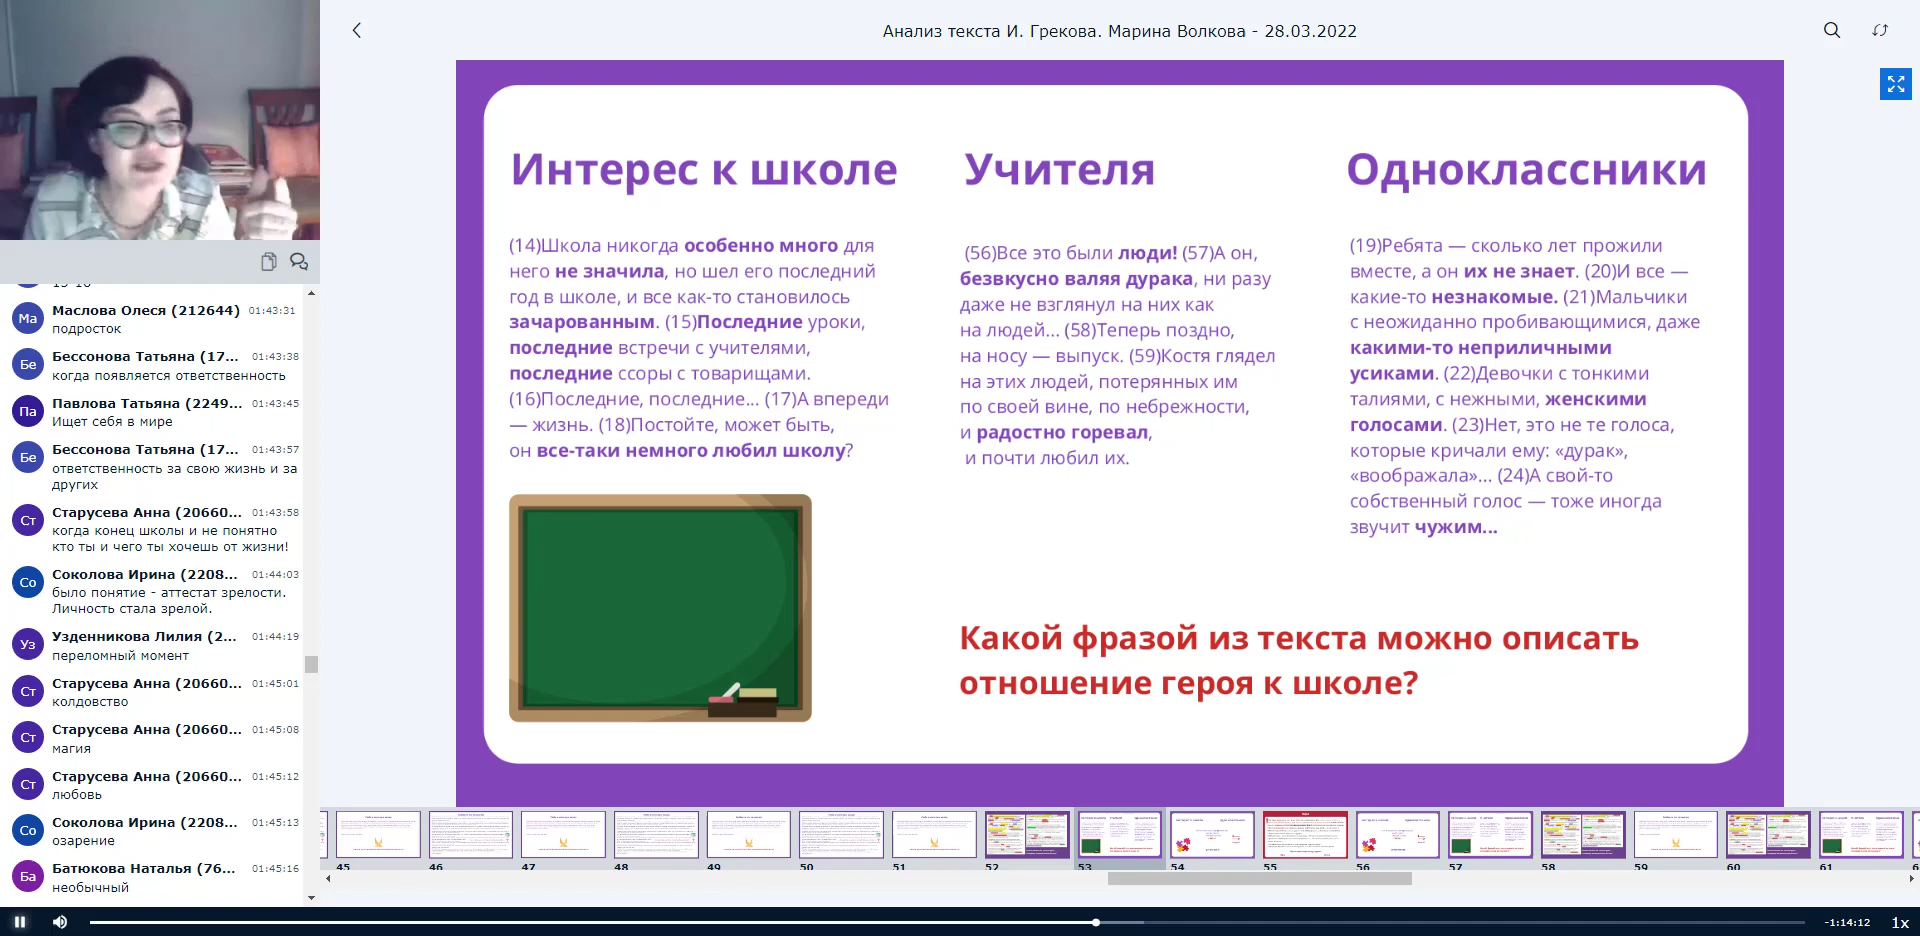 Анализ текста И. Грекова. Марина Волкова - 28.03.2022
Маслова Олеся (212644) 01:43:31
подросток
Бессонова Татьяна (17... 01:43:38
когда появляется ответственность
Павлова Татьяна (2249... 01:43:45
Ищет себя в мире
Бессонова Татьяна (17... 01:43:57
ответственность за свою жизнь и за
других
Старусева Анна (20660... 01:43:58
когда конец школы и не понятно
кто ты и чего ты хочешь от жизни!
Соколова Ирина (2208... 01:44:03
было понятие - аттестат зрелости.
Личность стала зрелой.
Узденникова Лилия (2... 01:44:19
переломный момент
Старусева Анна (20660... 01:45:01
колдовство
Старусева Анна (20660... 01:45:08
магия
Старусева Анна (20660... 01:45:12
любовь
Соколова Ирина (2208... 01:45:13
озарение
Батюкова Наталья (76... 01:45:16
необычный
Ма
Бе
Па
Бе
Ст
Со
Уз
Ст
Ст
Ст
Со
Ба
Интерес к школе
(14)Школа никогда особенно много для
него не значила, но шел его последний
год в школе, и все как-то становилось
зачарованным. (15)Последние уроки,
последние встречи с учителями,
последние ссоры с товарищами.
(16)Последние, последние... (17)А впереди
— жизнь. (18)Постойте, может быть,
он все-таки немного любил школу?
Учителя
(56)Все это были люди! (57)А он,
безвкусно валяя дурака, ни разу
даже не взглянул на них как
на людей... (58)Теперь поздно,
на носу — выпуск. (59)Костя глядел
на этих людей, потерянных им
по своей вине, по небрежности,
и радостно горевал,
и почти любил их.
Одноклассники
(19)Ребята — сколько лет прожили
вместе, а он их не знает. (20)И все —
какие-то незнакомые. (21)Мальчики
с неожиданно пробивающимися, даже
какими-то неприличными
усиками. (22)Девочки с тонкими
талиями, с нежными, женскими
голосами. (23)Нет, это не те голоса,
которые кричали ему: «дурак»,
«воображала»... (24)А свой-то
собственный голос — тоже иногда
звучит чужим...
Какой фразой из текста можно описать
отношение героя к школе?
45 46 47 48 49 50 51 52 53 54 55 56 57 58 59 60 61
-1:14:12 1x